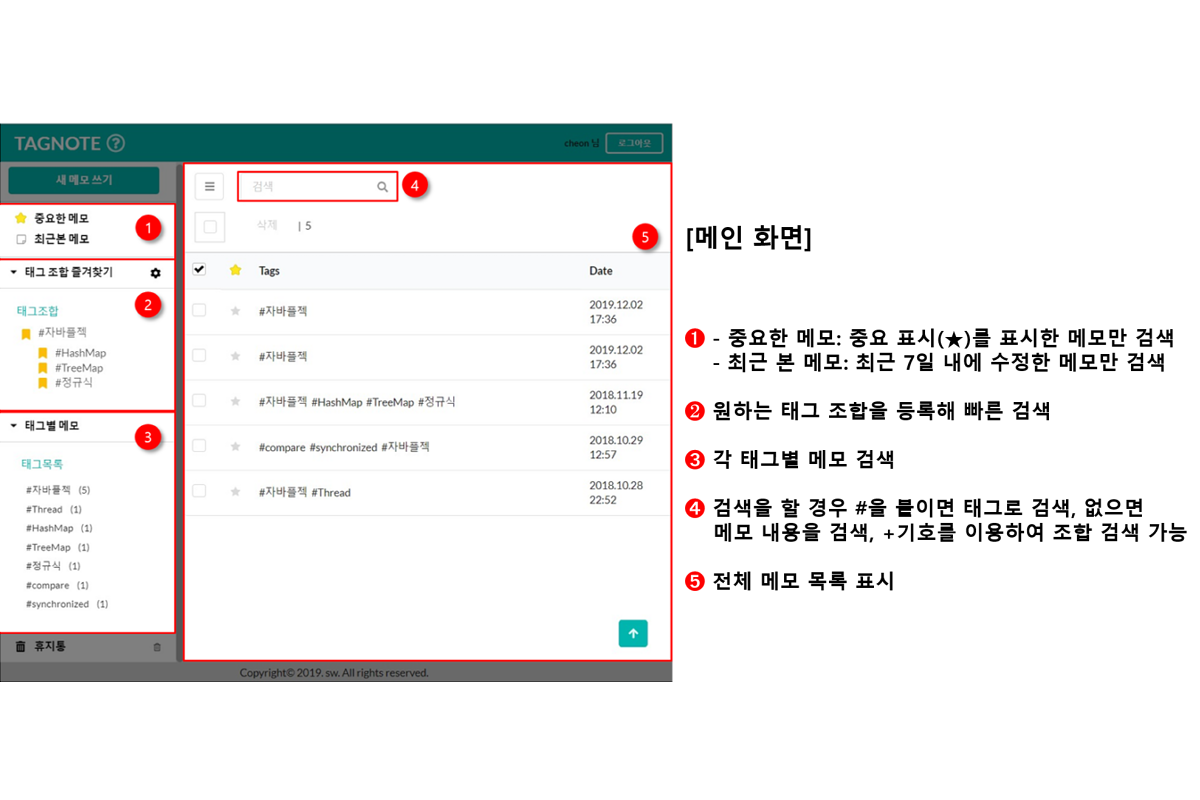 TAGNOTE ?
cheon 님 로그아웃
새 메모 쓰기
중요한 메모
최근본 메모
1
태그 조합 즐겨찾기
2
태그조합
#자바플젝
#HashMap
#TreeMap
#정규식
태그별 메모
3
태그목록
#자바플젝 (5)
#Thread (1)
#HashMap (1)
#TreeMap (1)
#정규식 (1)
#compare (1)
#synchronized (1)
휴지통
검색
4
삭제 | 5
5
Tags Date
#자바플젝 2019.12.02
17:36
#자바플젝 2019.12.02
17:36
#자바플젝 #HashMap #TreeMap #정규식 2018.11.19
12:10
#compare #synchronized #자바플젝 2018.10.29
12:57
#자바플젝 #Thread 2018.10.28
22:52
Copyright© 2019. sw. All rights reserved.
[메인 화면]
❶ - 중요한 메모: 중요 표시(★)를 표시한 메모만 검색
- 최근 본 메모: 최근 7일 내에 수정한 메모만 검색
❷ 원하는 태그 조합을 등록해 빠른 검색
❸ 각 태그별 메모 검색
❹ 검색을 할 경우 #을 붙이면 태그로 검색, 없으면
메모 내용을 검색, +기호를 이용하여 조합 검색 가능
❺ 전체 메모 목록 표시